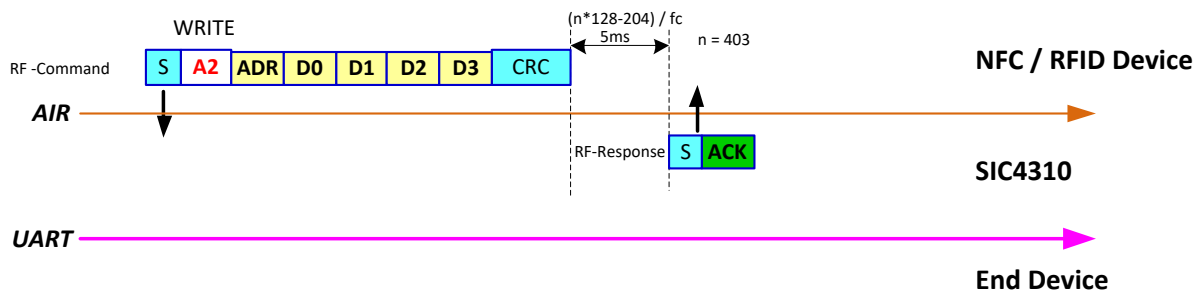 (n*128-204) / fc
WRITE
5ms
n = 403
RF -Command
S A2 ADR D0 D1 D2 D3 CRC
NFC / RFID Device
AIR
RF-Response S ACK
SIC4310
UART
End Device